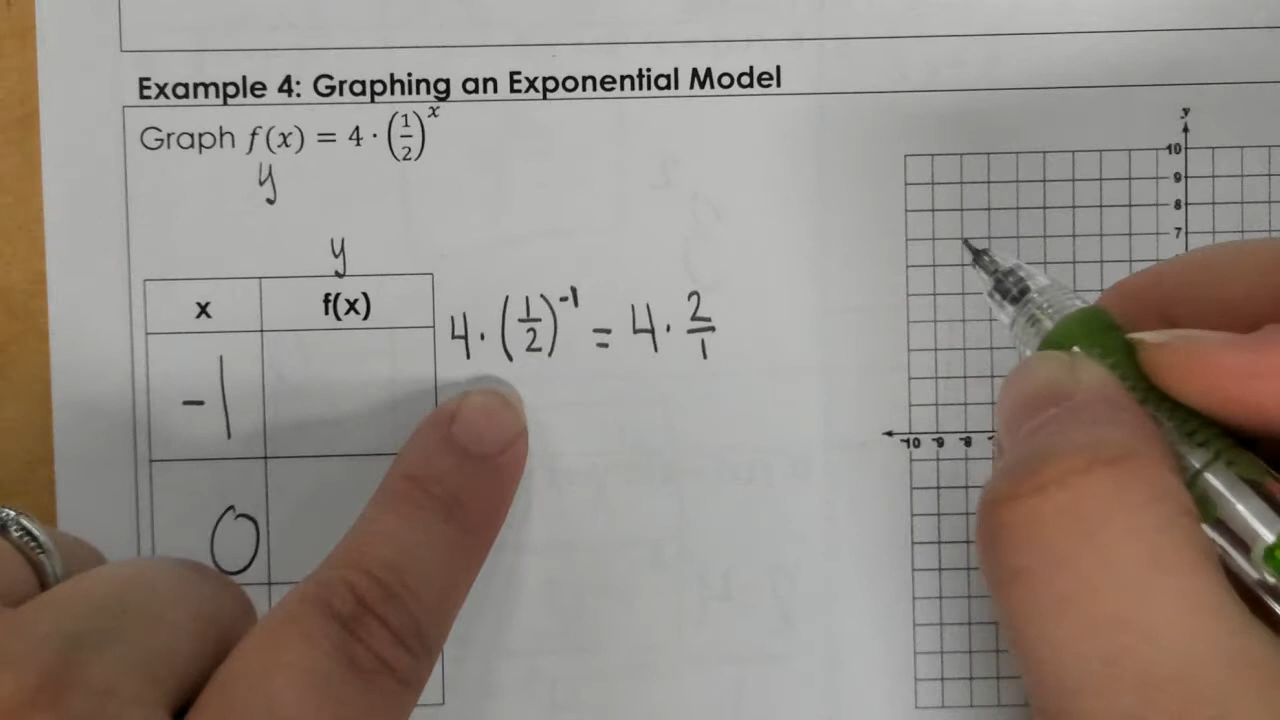 Example 4: Graphing an Exponential Model
Graph f(x) = 4 · (1/2)^x
y
y
x f(x)
4 · (1/2)^-1 = 4 · 2/1
-1
0
y
10
9
8
7
-10 -9 -8